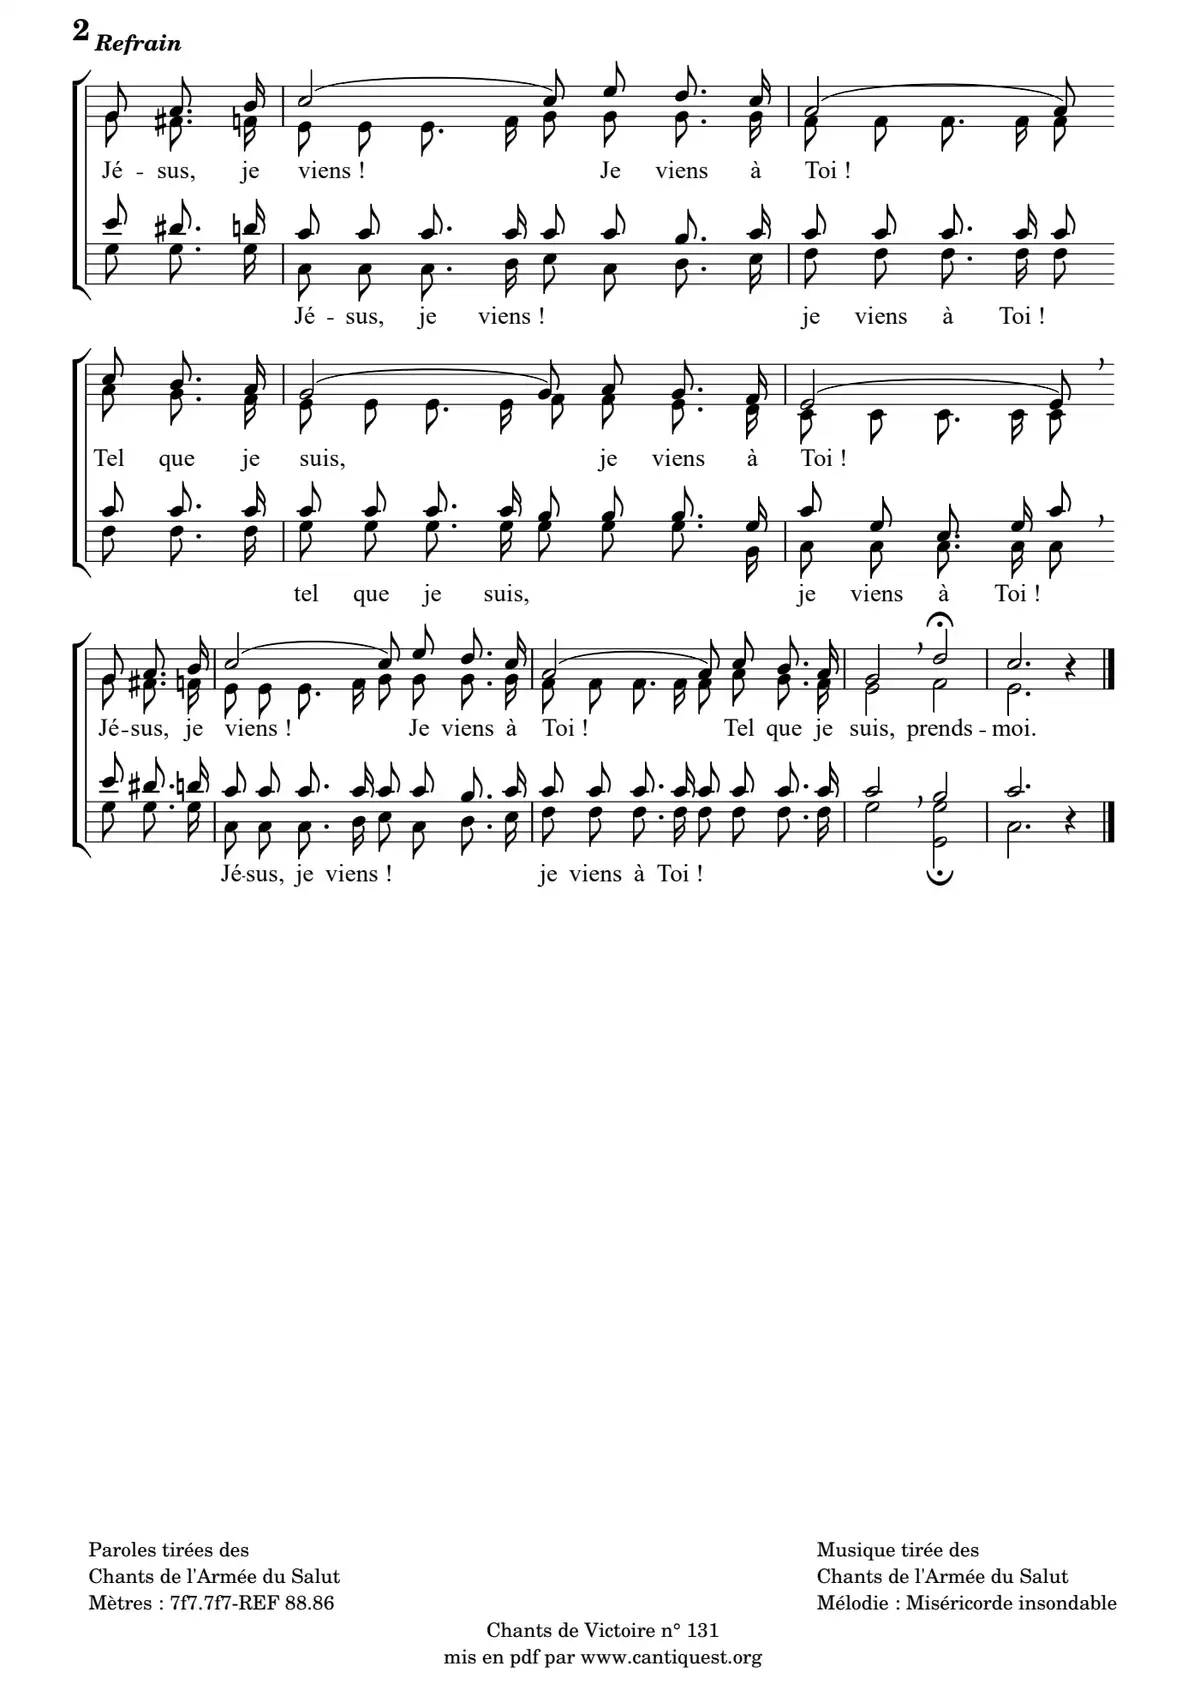 2 Refrain
Jé - sus, je viens ! Je viens à Toi !
Jé - sus, je viens ! je viens à Toi !
Tel que je suis, je viens à Toi !
tel que je suis, je viens à Toi !
Jé-sus, je viens ! Je viens à Toi ! Tel que je suis, prends - moi.
Jé-sus, je viens ! je viens à Toi !
Paroles tirées des
Chants de l'Armée du Salut
Mètres : 7f7.7f7-REF 88.86
Musique tirée des
Chants de l'Armée du Salut
Mélodie : Miséricorde insondable
Chants de Victoire n° 131
mis en pdf par www.cantiquest.org